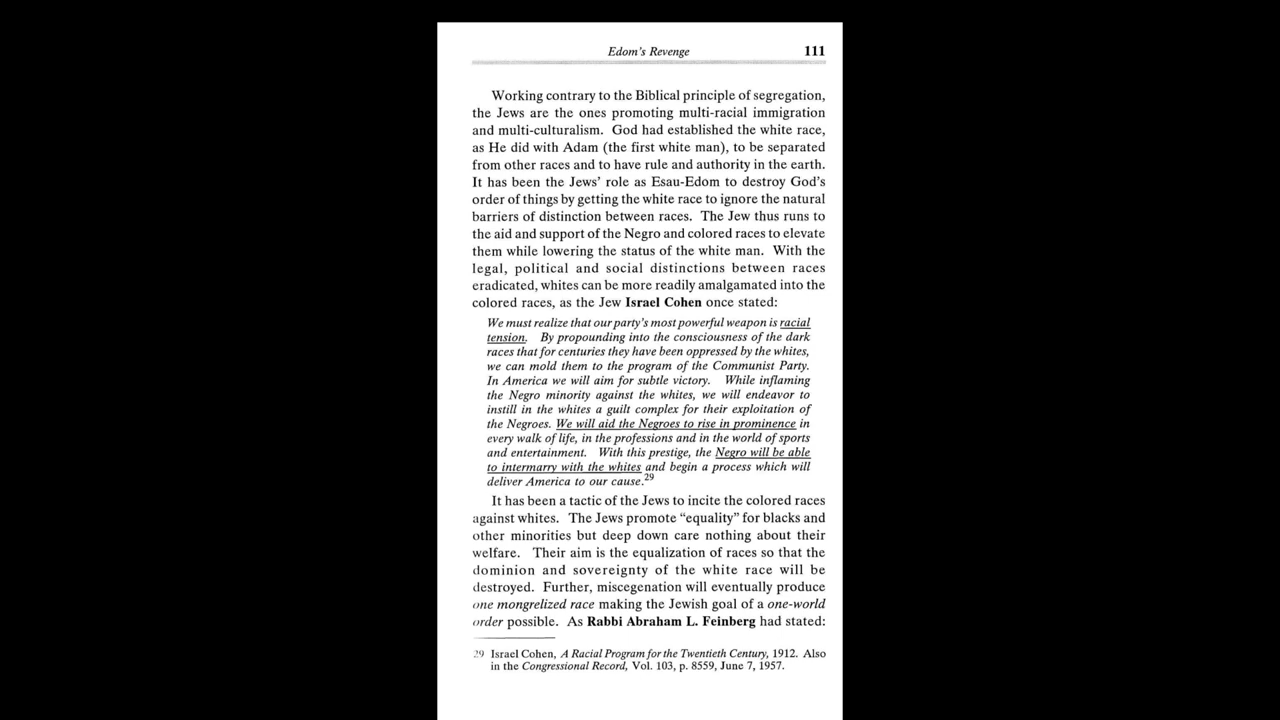 Edom's Revenge 111
Working contrary to the Biblical principle of segregation,
the Jews are the ones promoting multi-racial immigration
and multi-culturalism. God had established the white race,
as He did with Adam (the first white man), to be separated
from other races and to have rule and authority in the earth.
It has been the Jews' role as Esau-Edom to destroy God's
order of things by getting the white race to ignore the natural
barriers of distinction between races. The Jew thus runs to
the aid and support of the Negro and colored races to elevate
them while lowering the status of the white man. With the
legal, political and social distinctions between races
eradicated, whites can be more readily amalgamated into the
colored races, as the Jew Israel Cohen once stated:
We must realize that our party's most powerful weapon is racial
tension. By propounding into the consciousness of the dark
races that for centuries they have been oppressed by the whites,
we can mold them to the program of the Communist Party.
In America we will aim for subtle victory. While inflaming
the Negro minority against the whites, we will endeavor to
instill in the whites a guilt complex for their exploitation of
the Negroes. We will aid the Negroes to rise in prominence in
every walk of life, in the professions and in the world of sports
and entertainment. With this prestige, the Negro will be able
to intermarry with the whites and begin a process which will
deliver America to our cause.29
It has been a tactic of the Jews to incite the colored races
against whites. The Jews promote “equality” for blacks and
other minorities but deep down care nothing about their
welfare. Their aim is the equalization of races so that the
dominion and sovereignty of the white race will be
destroyed. Further, miscegenation will eventually produce
one mongrelized race making the Jewish goal of a one-world
order possible. As Rabbi Abraham L. Feinberg had stated:
29 Israel Cohen, A Racial Program for the Twentieth Century, 1912. Also
in the Congressional Record, Vol. 103, p. 8559, June 7, 1957.